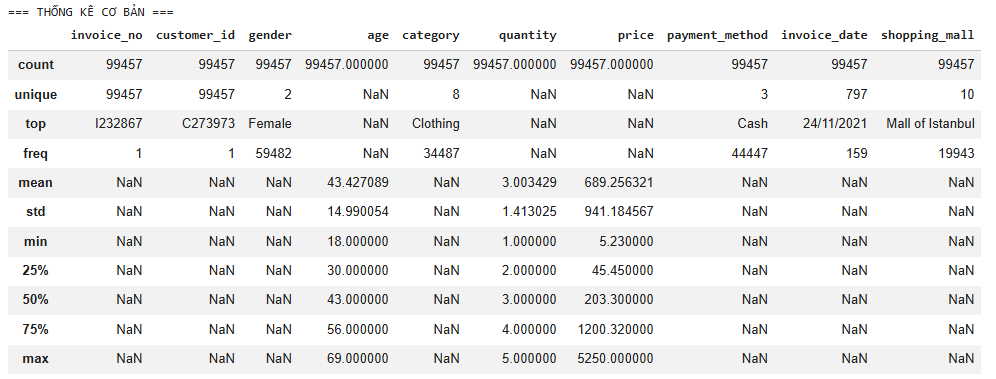 === THỐNG KÊ CƠ BẢN ===
invoice_no customer_id gender age category quantity price payment_method invoice_date shopping_mall
count 99457 99457 99457 99457.000000 99457 99457.000000 99457.000000 99457 99457 99457
unique 99457 99457 2 NaN 8 NaN NaN 3 797 10
top I232867 C273973 Female NaN Clothing NaN NaN Cash 24/11/2021 Mall of Istanbul
freq 1 1 59482 NaN 34487 NaN NaN 44447 159 19943
mean NaN NaN NaN 43.427089 NaN 3.003429 689.256321 NaN NaN NaN
std NaN NaN NaN 14.990054 NaN 1.413025 941.184567 NaN NaN NaN
min NaN NaN NaN 18.000000 NaN 1.000000 5.230000 NaN NaN NaN
25% NaN NaN NaN 30.000000 NaN 2.000000 45.450000 NaN NaN NaN
50% NaN NaN NaN 43.000000 NaN 3.000000 203.300000 NaN NaN NaN
75% NaN NaN NaN 56.000000 NaN 4.000000 1200.320000 NaN NaN NaN
max NaN NaN NaN 69.000000 NaN 5.000000 5250.000000 NaN NaN NaN